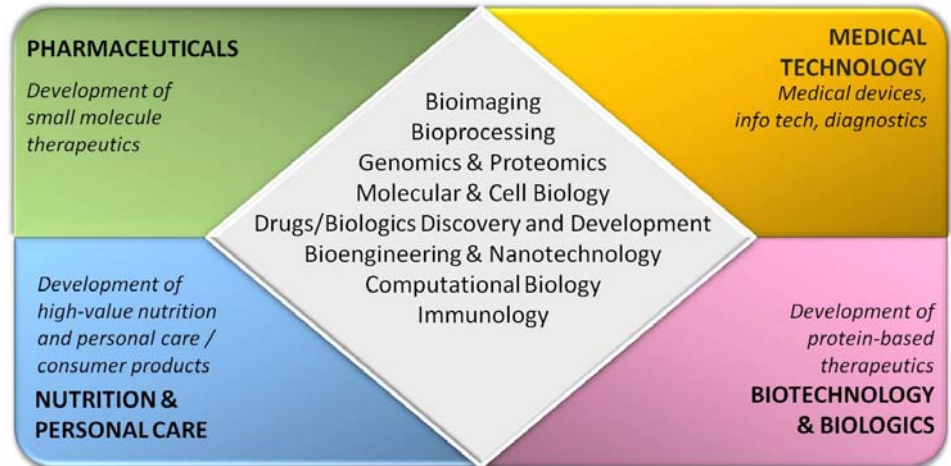 PHARMACEUTICALS
Development of
small molecule
therapeutics
MEDICAL
TECHNOLOGY
Medical devices,
info tech, diagnostics
Bioimaging
Bioprocessing
Genomics & Proteomics
Molecular & Cell Biology
Drugs/Biologics Discovery and Development
Bioengineering & Nanotechnology
Computational Biology
Immunology
Development of
high-value nutrition
and personal care /
consumer products
NUTRITION &
PERSONAL CARE
Development of
protein-based
therapeutics
BIOTECHNOLOGY
& BIOLOGICS